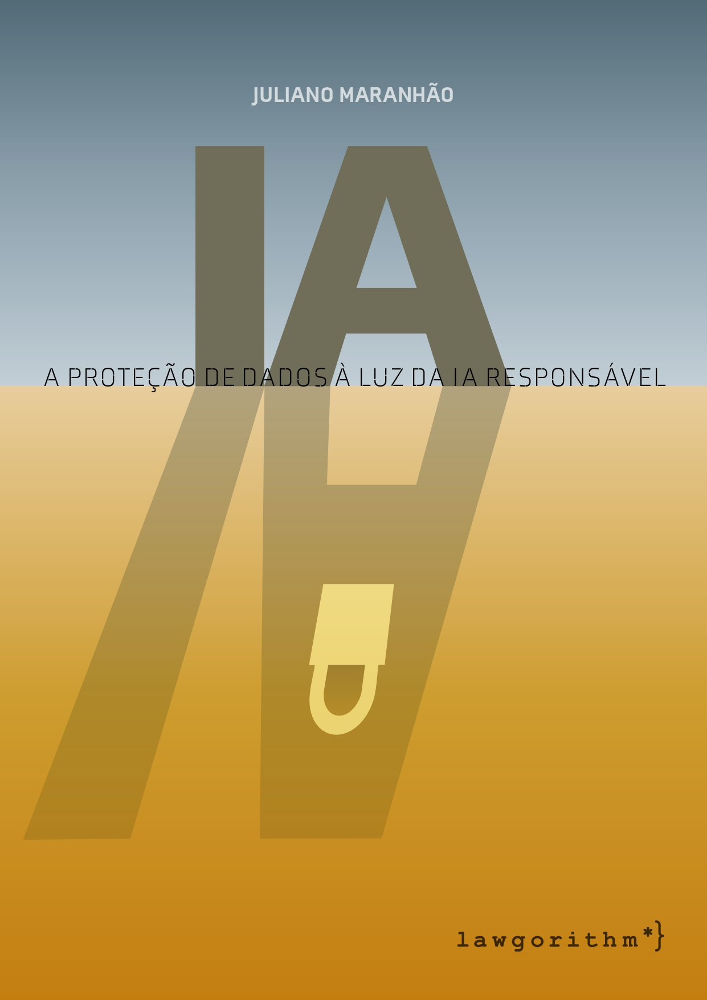 JULIANO MARANHÃO
IA
A PROTEÇÃO DE DADOS À LUZ DA IA RESPONSÁVEL
lawgorithm*}